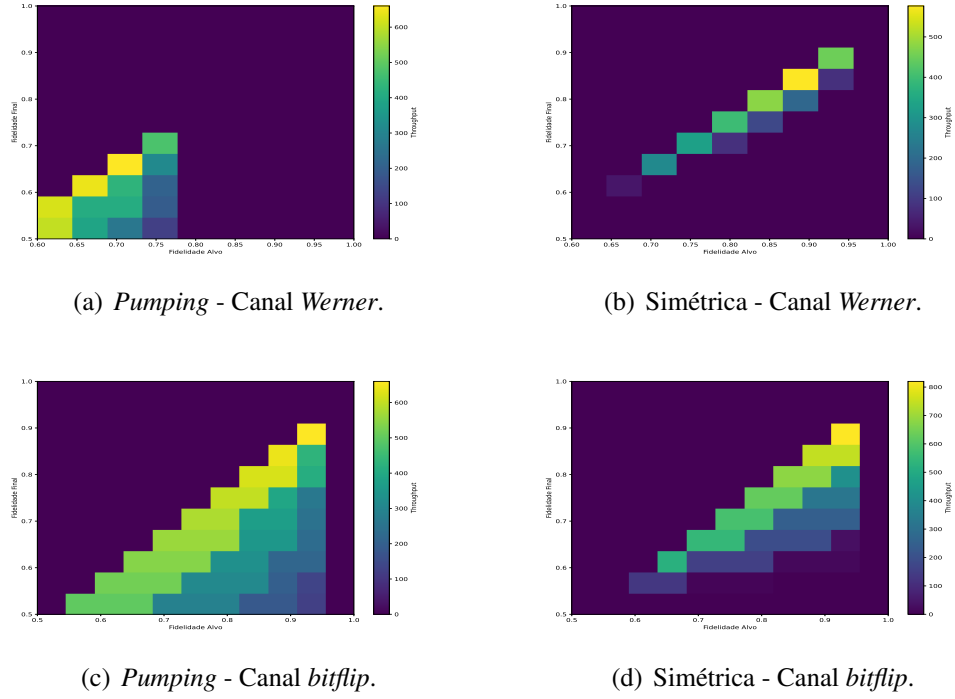 1.0
0.9
0.8
0.7
0.6
0.5
Fidelidade Final
0.60 0.65 0.70 0.75 0.80 0.85 0.90 0.95 1.00
Fidelidade Alvo
600
500
400
300
200
100
0
Throughput
1.0
0.9
0.8
0.7
0.6
0.5
Fidelidade Final
0.60 0.65 0.70 0.75 0.80 0.85 0.90 0.95 1.00
Fidelidade Alvo
500
400
300
200
100
0
Throughput
(a) Pumping - Canal Werner.
(b) Simétrica - Canal Werner.
1.0
0.9
0.8
0.7
0.6
0.5
Fidelidade Final
0.5 0.6 0.7 0.8 0.9 1.0
Fidelidade Alvo
600
500
400
300
200
100
0
Throughput
1.0
0.9
0.8
0.7
0.6
0.5
Fidelidade Final
0.5 0.6 0.7 0.8 0.9 1.0
Fidelidade Alvo
800
700
600
500
400
300
200
100
0
Throughput
(c) Pumping - Canal bitflip.
(d) Simétrica - Canal bitflip.